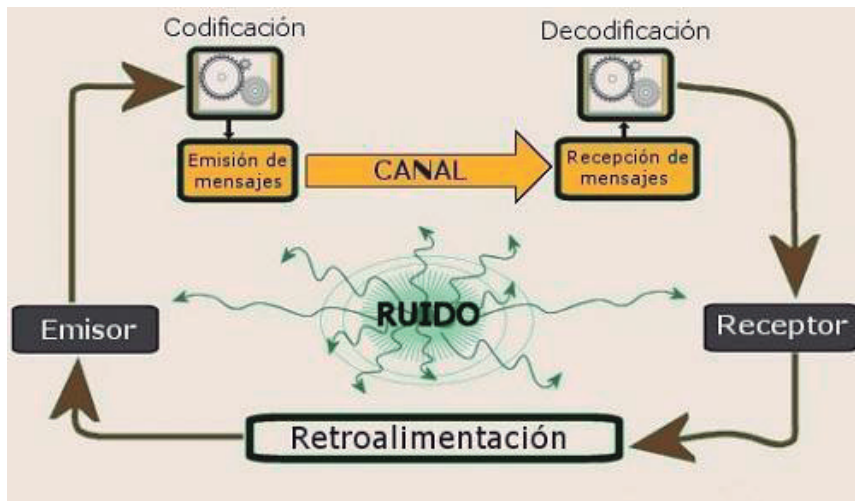 Codificación
Decodificación
Emisión de
mensajes
CANAL
Recepción de
mensajes
RUIDO
Emisor
Receptor
Retroalimentación